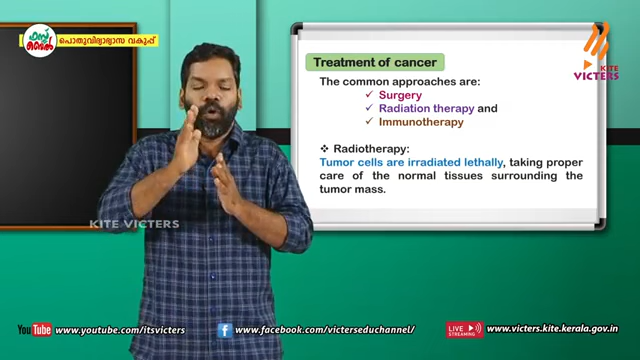 ഫസ്റ്റ് ബെൽ
പൊതുവിദ്യാഭ്യാസ വകുപ്പ്
KITE
VICTERS
Treatment of cancer
The common approaches are:
✓ Surgery
✓ Radiation therapy and
✓ Immunotherapy
❖ Radiotherapy:
Tumor cells are irradiated lethally, taking proper
care of the normal tissues surrounding the
tumor mass.
KITE VICTERS
YouTube www.youtube.com/itsvicters
f www.facebook.com/victerseduchannel/
LIVE STREAMING www.victers.kite.kerala.gov.in